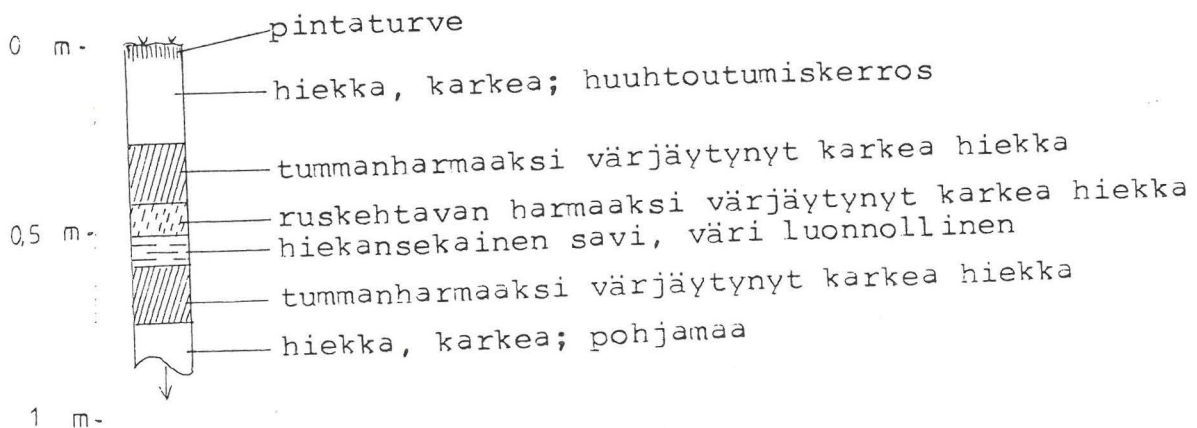 0 m-
pintaturve
hiekka, karkea; huuhtoutumiskerros
tummanharmaaksi värjäytynyt karkea hiekka
ruskehtavan harmaaksi värjäytynyt karkea hiekka
0,5 m-
hiekansekainen savi, väri luonnollinen
tummanharmaaksi värjäytynyt karkea hiekka
hiekka, karkea; pohjamaa
1 m-